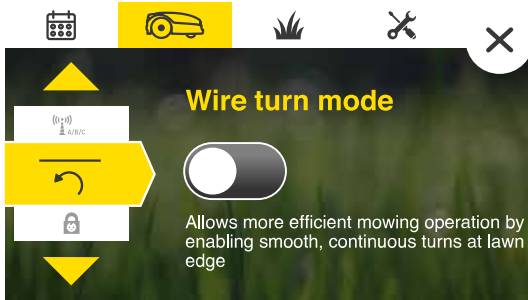 A/B/C
Wire turn mode
Allows more efficient mowing operation by
enabling smooth, continuous turns at lawn
edge